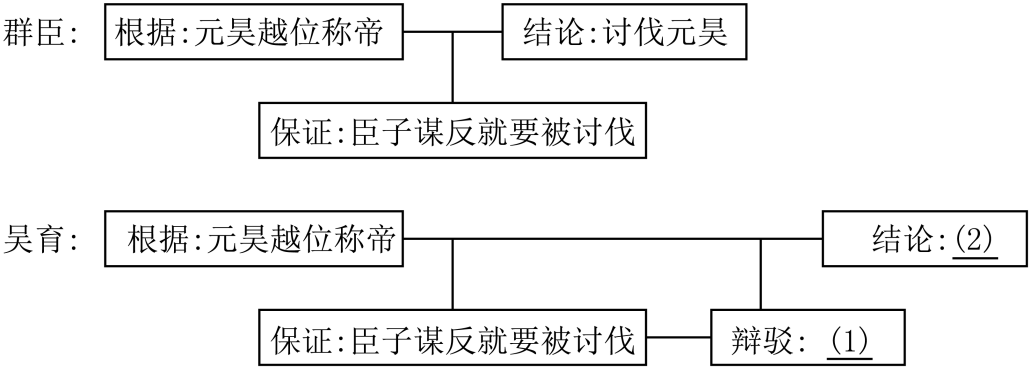 群臣: 根据:元昊越位称帝 结论:讨伐元昊
保证:臣子谋反就要被讨伐
吴育: 根据:元昊越位称帝 结论:(2)
保证:臣子谋反就要被讨伐 辩驳: (1)